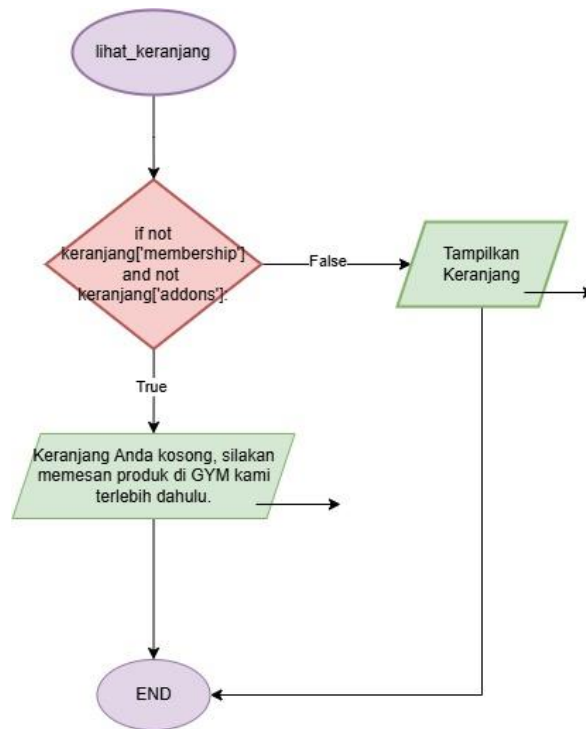 lihat_keranjang
if not
keranjang['membership']
and not
keranjang['addons']:
False
Tampilkan
Keranjang
True
Keranjang Anda kosong, silakan
memesan produk di GYM kami
terlebih dahulu.
END